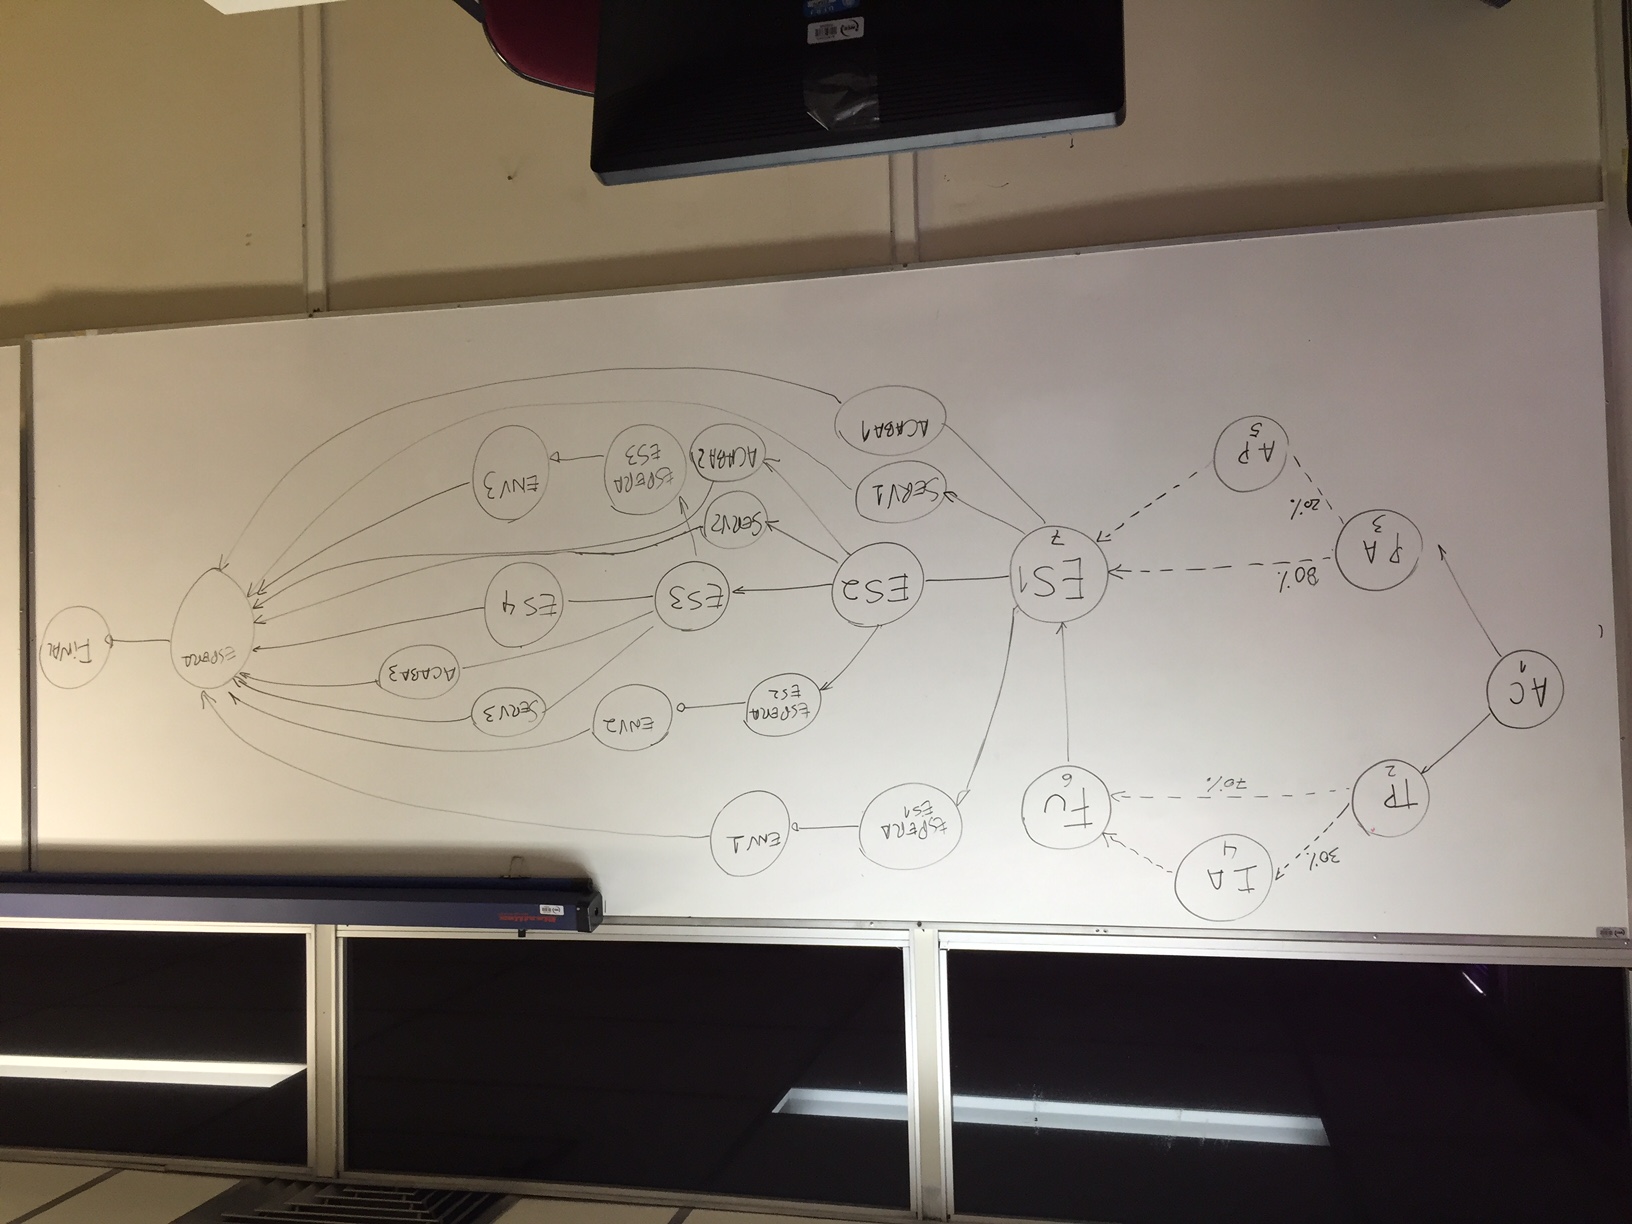 IA
4
30%
TP
2
70%
FU
6
ESPERA
ES1
ENV1
AC
1
ESPERA
ES2
ENV2
SERV3
ACABA3
ESPERA
FINAL
PA
3
80%
20%
AP
5
ES1
7
ES2
ES3
ES4
SERV1
SERV2
ACABA1
ACABA2
ESPERA
ES3
ENV3